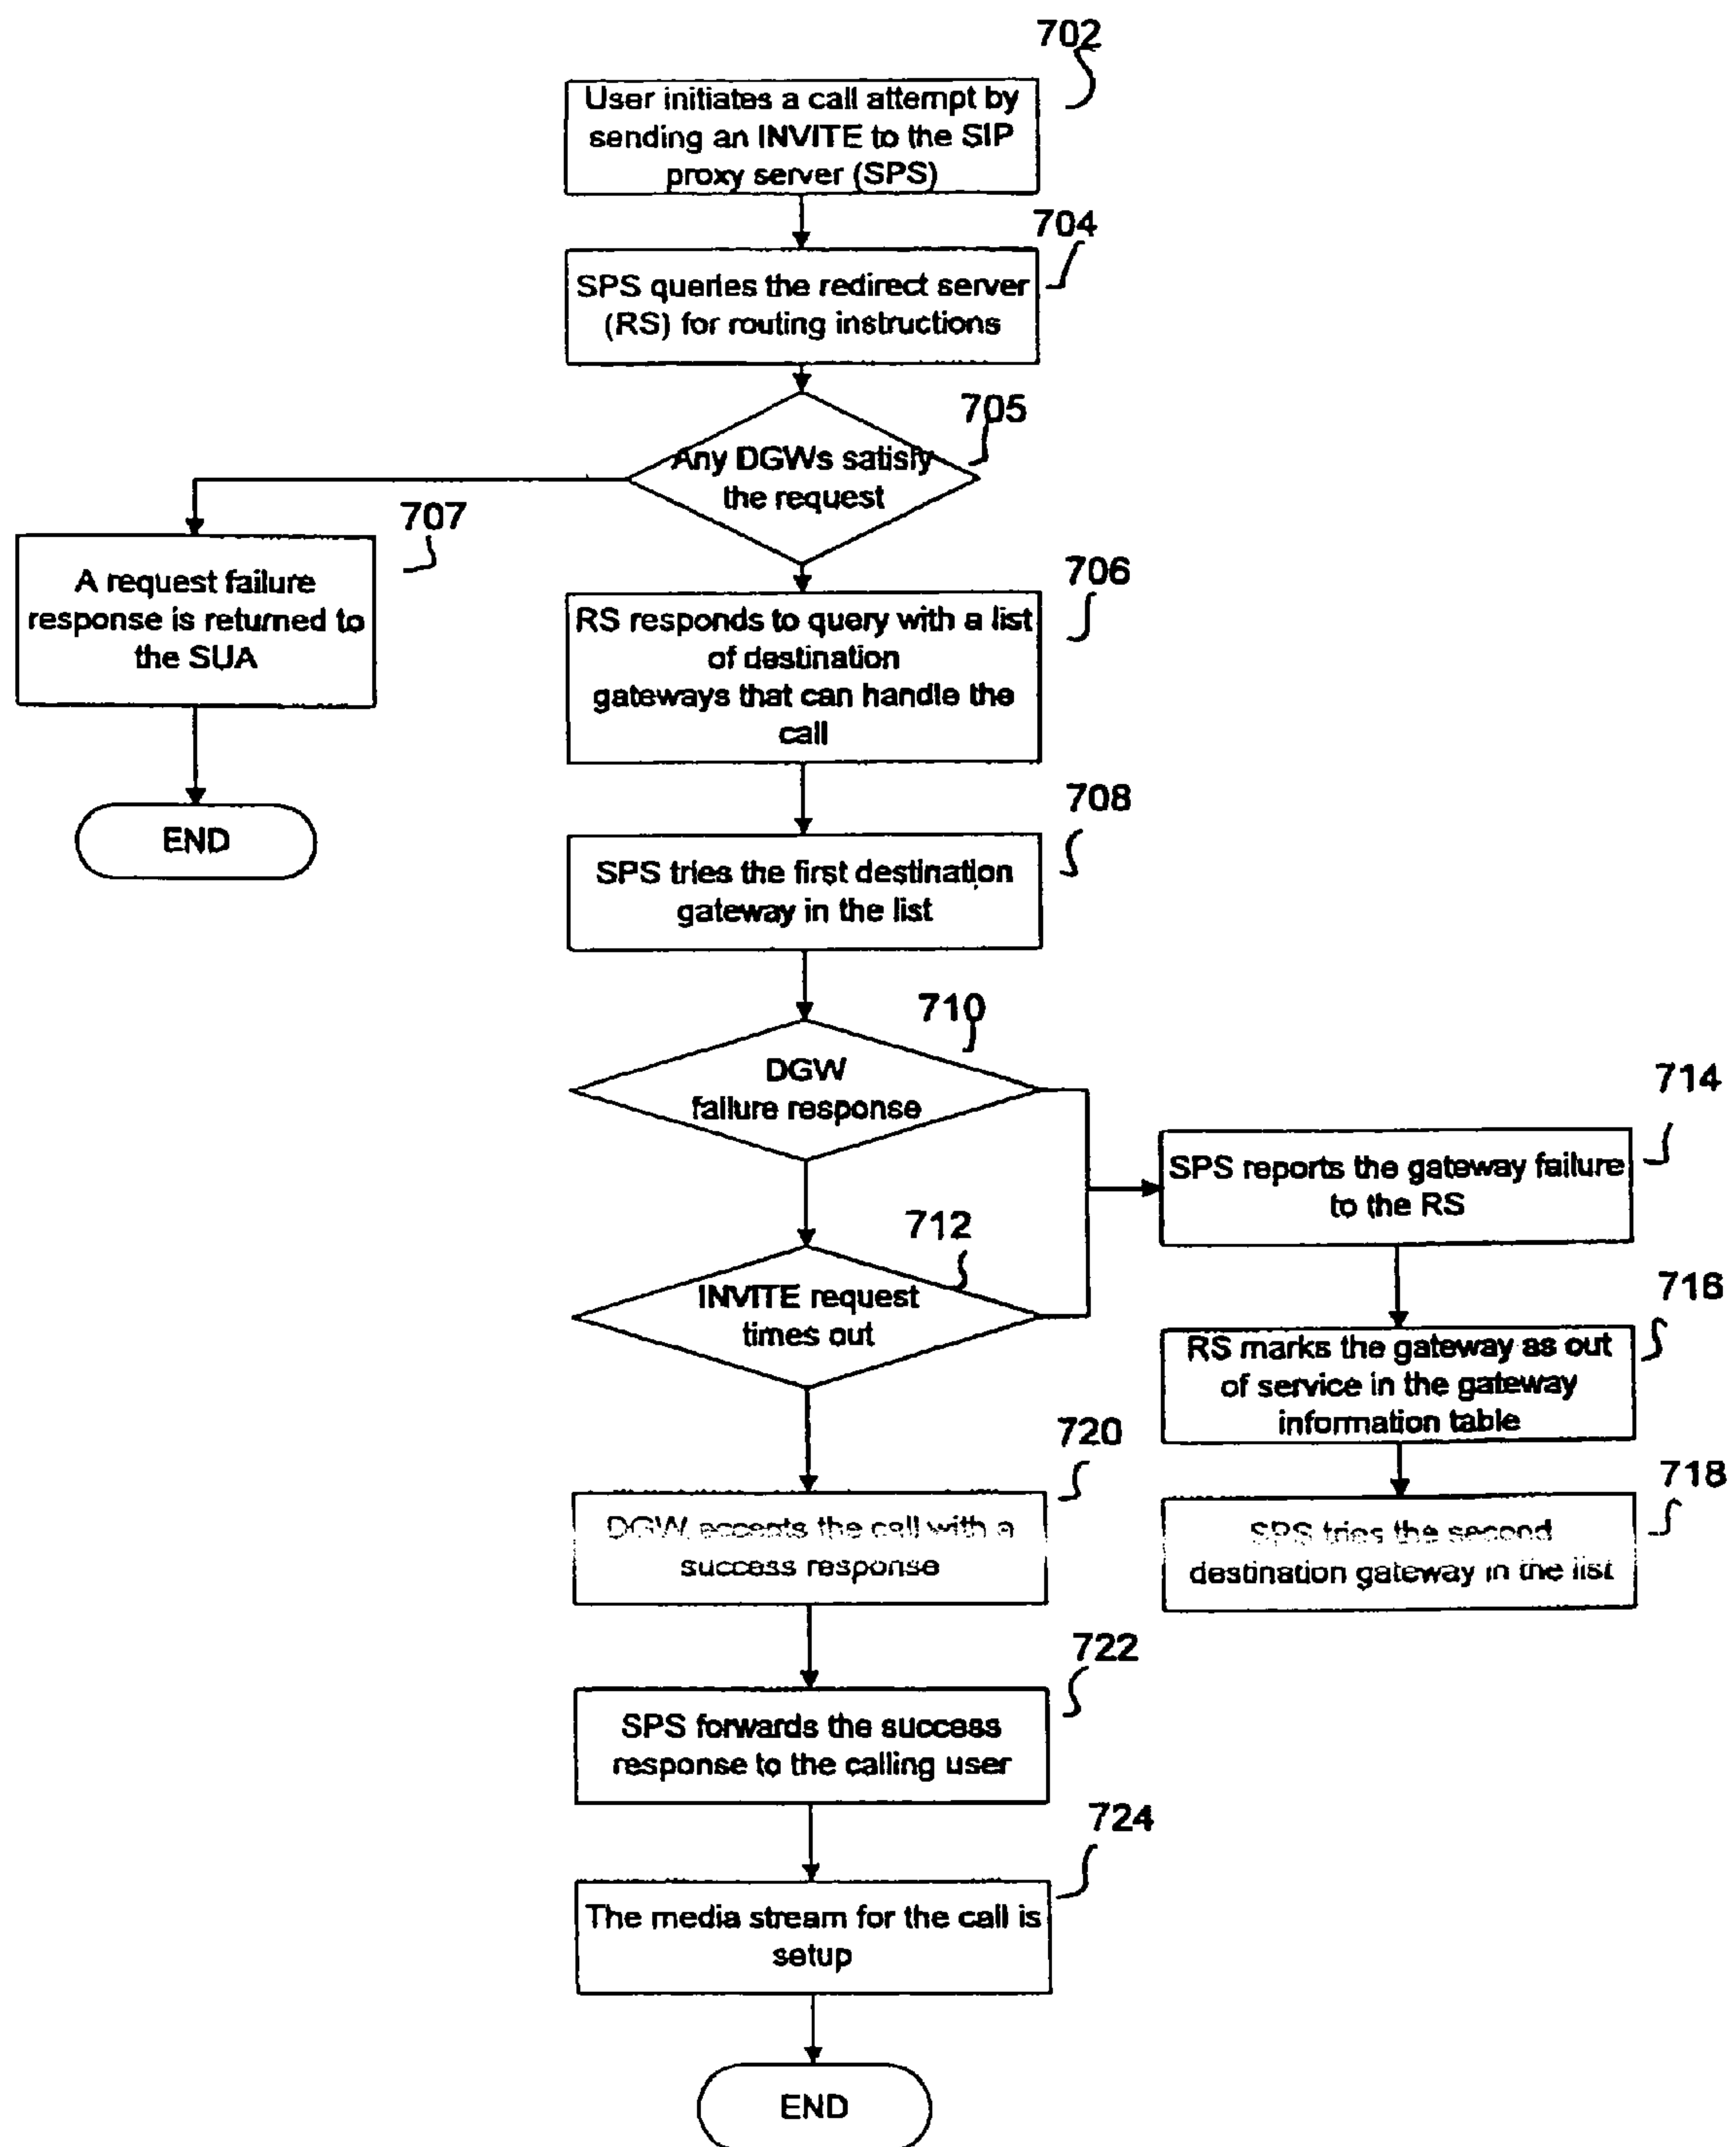 702
User initiates a call attempt by
sending an INVITE to the SIP
proxy server (SPS)
704
SPS queries the redirect server
(RS) for routing instructions
705
Any DGWs satisfy
the request
707
A request failure
response is returned to
the SUA
END
706
RS responds to query with a list
of destination
gateways that can handle the
call
708
SPS tries the first destination
gateway in the list
710
DGW
failure response
712
INVITE request
times out
714
SPS reports the gateway failure
to the RS
716
RS marks the gateway as out
of service in the gateway
information table
718
SPS tries the second
destination gateway in the list
720
DGW accepts the call with a
success response
722
SPS forwards the success
response to the calling user
724
The media stream for the call is
setup
END